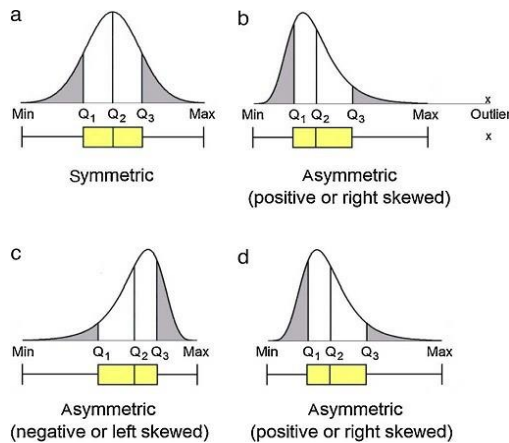 a
Min Q1 Q2 Q3 Max
Symmetric
b
x
Min Q1 Q2 Q3 Max Outlier
x
Asymmetric
(positive or right skewed)
c
Min Q1 Q2 Q3 Max
Asymmetric
(negative or left skewed)
d
Min Q1 Q2 Q3 Max
Asymmetric
(positive or right skewed)